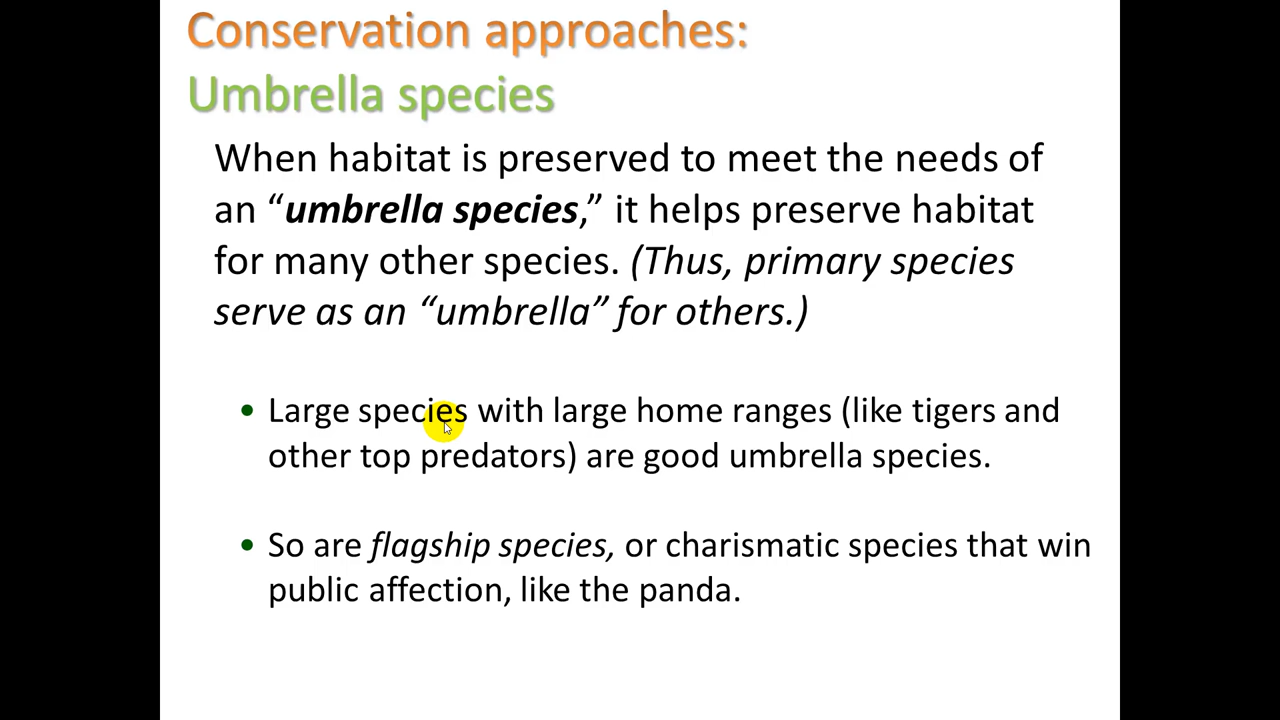 Conservation approaches:
Umbrella species
When habitat is preserved to meet the needs of
an “umbrella species,” it helps preserve habitat
for many other species. (Thus, primary species
serve as an “umbrella” for others.)
• Large species with large home ranges (like tigers and
other top predators) are good umbrella species.
• So are flagship species, or charismatic species that win
public affection, like the panda.